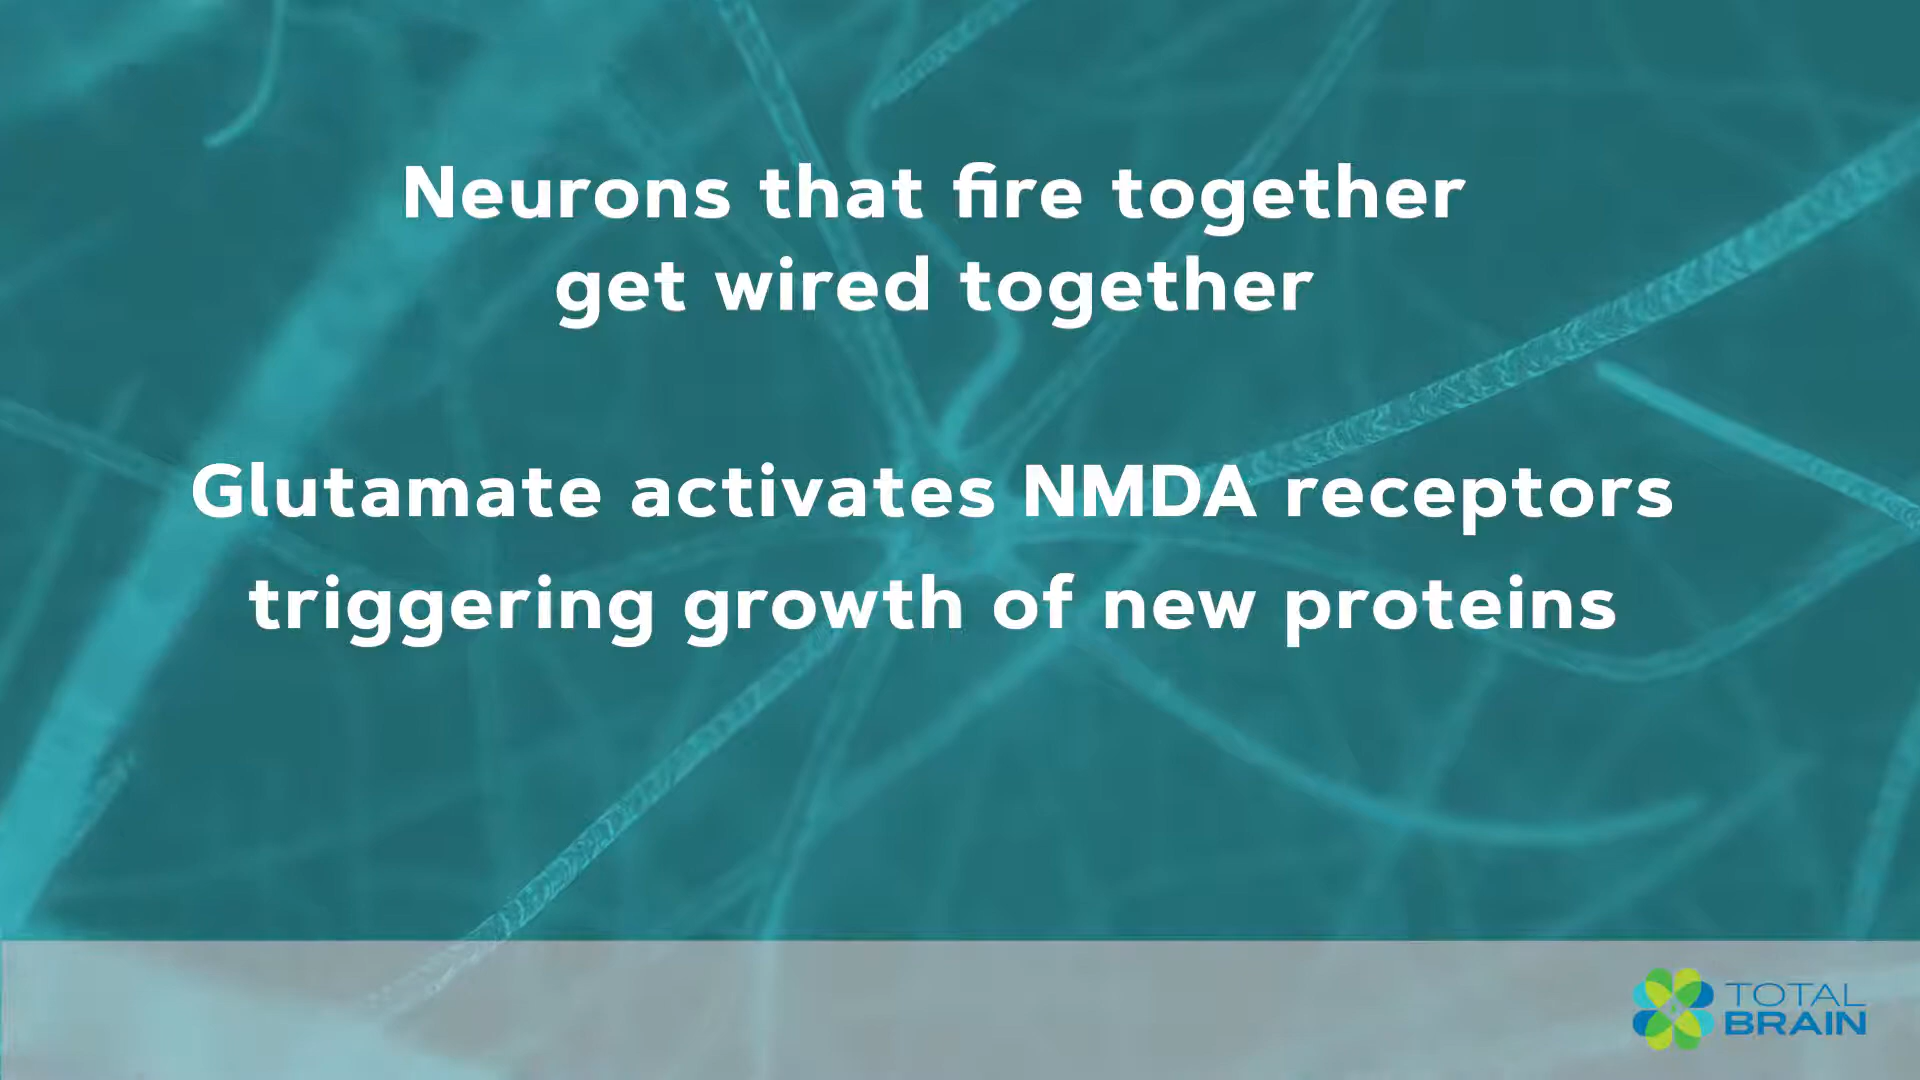 Neurons that fire together
get wired together
Glutamate activates NMDA receptors
triggering growth of new proteins
TOTAL
BRAIN